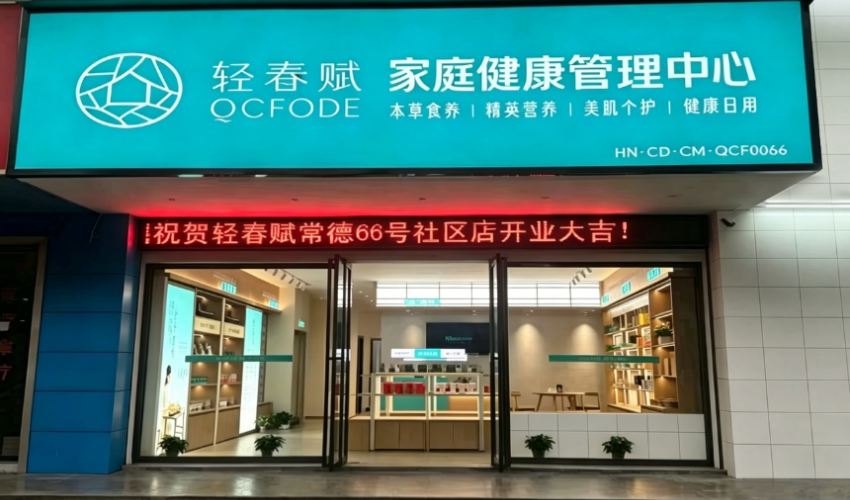 轻春赋
QCFODE
家庭健康管理中心
本草食养 | 精英营养 | 美肌个护 | 健康日用
HN·CD·CM·QCF0066
祝贺轻春赋常德66号社区店开业大吉！